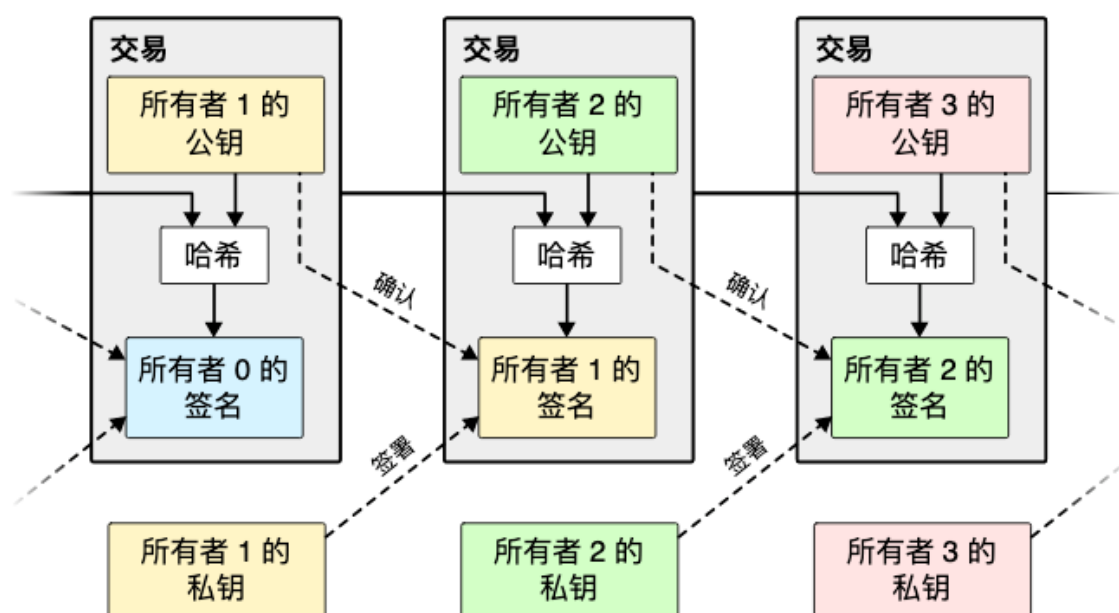 交易
所有者 1 的
公钥
哈希
所有者 0 的
签名
所有者 1 的
私钥
交易
所有者 2 的
公钥
哈希
确认
所有者 1 的
签名
签署
所有者 2 的
私钥
交易
所有者 3 的
公钥
哈希
确认
所有者 2 的
签名
签署
所有者 3 的
私钥